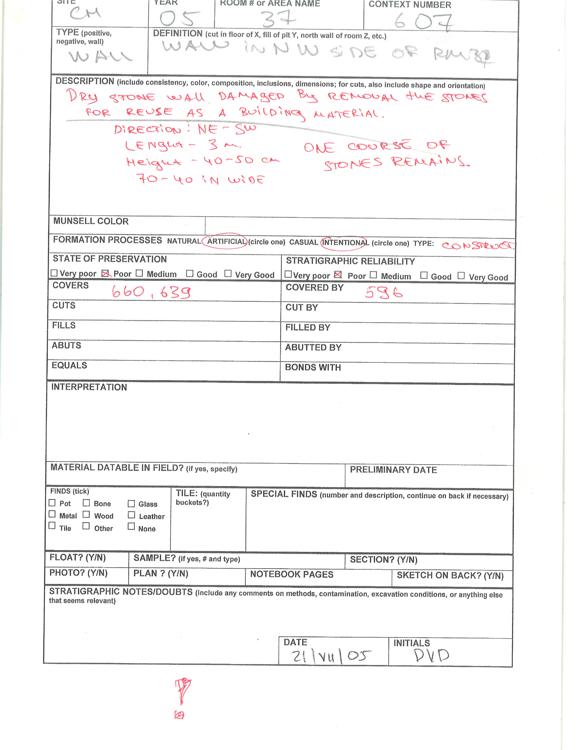 SITE YEAR ROOM # or AREA NAME CONTEXT NUMBER
CM 05 37 607
TYPE (positive, negative, wall) DEFINITION (cut in floor of X, fill of pit Y, north wall of room Z, etc.)
WALL WALL IN NW SIDE OF RM 37
DESCRIPTION (include consistency, color, composition, inclusions, dimensions; for cuts, also include shape and orientation)
DRY STONE WALL DAMAGED BY REMOVAL THE STONES
FOR REUSE AS A BUILDING MATERIAL.
DIRECTION: NE-SW
LENGHT - 3 m ONE COURSE OF
HEIGHT - 40-50 cm STONES REMAINS.
70-40 IN WIDE
MUNSELL COLOR
FORMATION PROCESSES NATURAL ARTIFICIAL (circle one) CASUAL INTENTIONAL (circle one) TYPE: CONSTRUCT
STATE OF PRESERVATION STRATIGRAPHIC RELIABILITY
☐ Very poor ☒ Poor ☐ Medium ☐ Good ☐ Very Good ☐ Very poor ☒ Poor ☐ Medium ☐ Good ☐ Very Good
COVERS 660, 639 COVERED BY 596
CUTS CUT BY
FILLS FILLED BY
ABUTS ABUTTED BY
EQUALS BONDS WITH
INTERPRETATION
MATERIAL DATABLE IN FIELD? (if yes, specify) PRELIMINARY DATE
FINDS (tick) TILE: (quantity buckets?) SPECIAL FINDS (number and description, continue on back if necessary)
☐ Pot ☐ Bone ☐ Glass
☐ Metal ☐ Wood ☐ Leather
☐ Tile ☐ Other ☐ None
FLOAT? (Y/N) SAMPLE? (if yes, # and type) SECTION? (Y/N)
PHOTO? (Y/N) PLAN ? (Y/N) NOTEBOOK PAGES SKETCH ON BACK? (Y/N)
STRATIGRAPHIC NOTES/DOUBTS (include any comments on methods, contamination, excavation conditions, or anything else
that seems relevant)
DATE INITIALS
21/VII/05 DVD